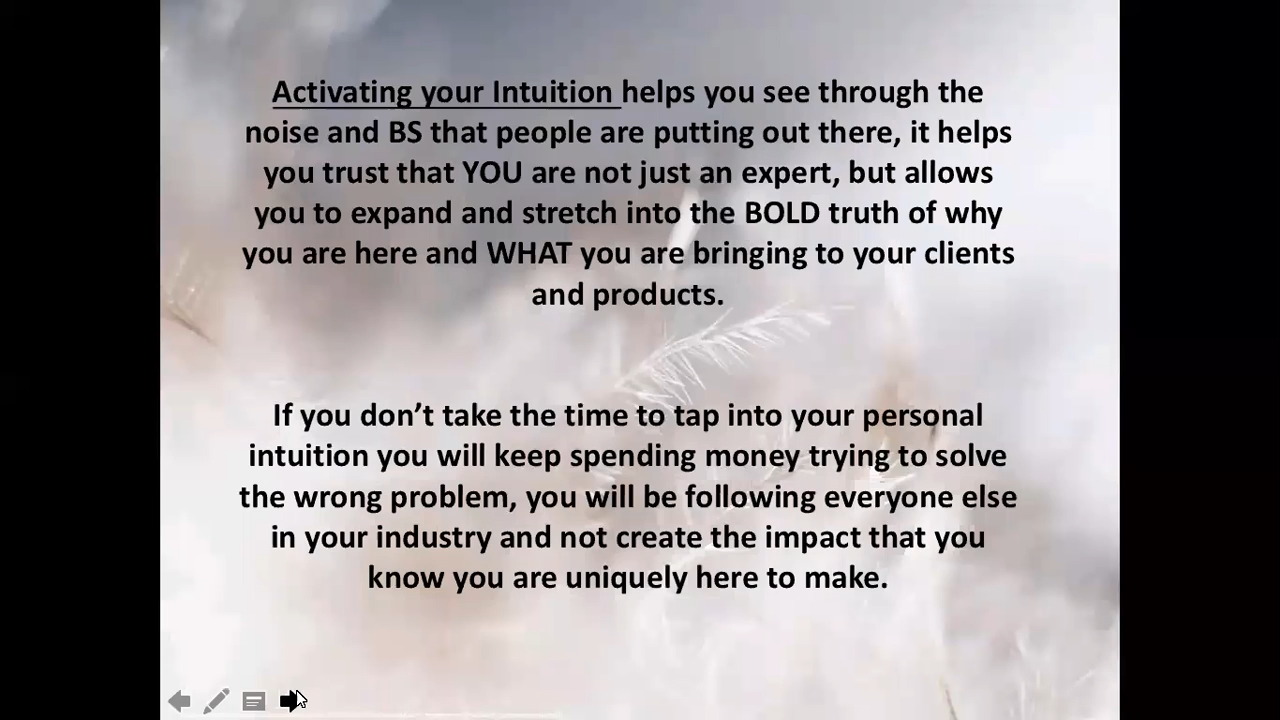 Activating your Intuition helps you see through the
noise and BS that people are putting out there, it helps
you trust that YOU are not just an expert, but allows
you to expand and stretch into the BOLD truth of why
you are here and WHAT you are bringing to your clients
and products.
If you don’t take the time to tap into your personal
intuition you will keep spending money trying to solve
the wrong problem, you will be following everyone else
in your industry and not create the impact that you
know you are uniquely here to make.